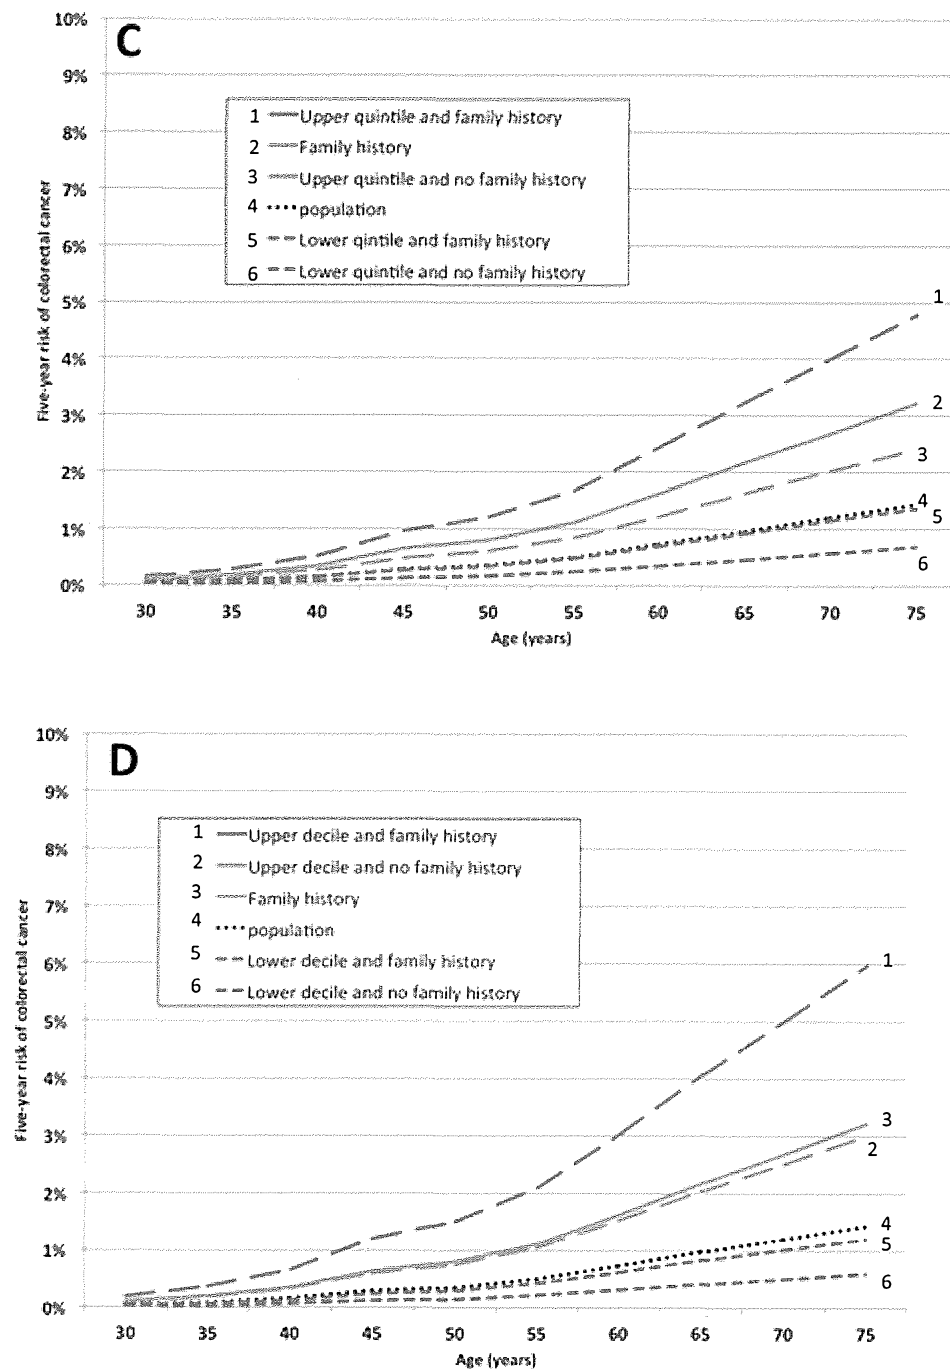 10%
C
9%
8%
7%
6%
5%
4%
3%
2%
1%
0%
Five-year risk of colorectal cancer
1 Upper quintile and family history
2 Family history
3 Upper quintile and no family history
4 population
5 Lower qintile and family history
6 Lower quintile and no family history
1
2
3
4
5
6
30 35 40 45 50 55 60 65 70 75
Age (years)
10%
D
9%
8%
7%
6%
5%
4%
3%
2%
1%
0%
Five-year risk of colorectal cancer
1 Upper decile and family history
2 Upper decile and no family history
3 Family history
4 population
5 Lower decile and family history
6 Lower decile and no family history
1
3
2
4
5
6
30 35 40 45 50 55 60 65 70 75
Age (years)